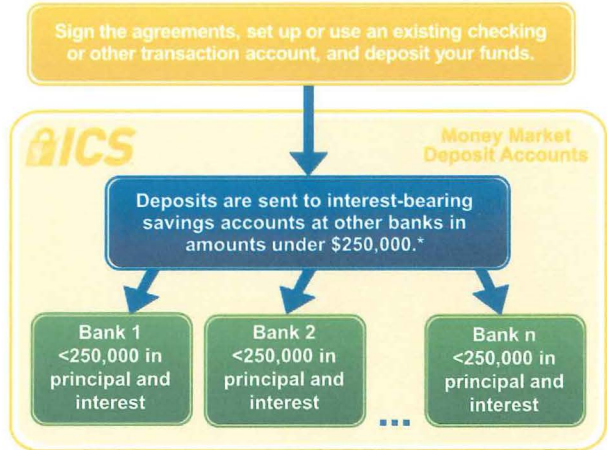 Sign the agreements, set up or use an existing checking
or other transaction account, and deposit your funds.
ICS
Money Market
Deposit Accounts
Deposits are sent to interest-bearing
savings accounts at other banks in
amounts under $250,000.*
Bank 1
<250,000 in
principal and
interest
Bank 2
<250,000 in
principal and
interest
...
Bank n
<250,000 in
principal and
interest